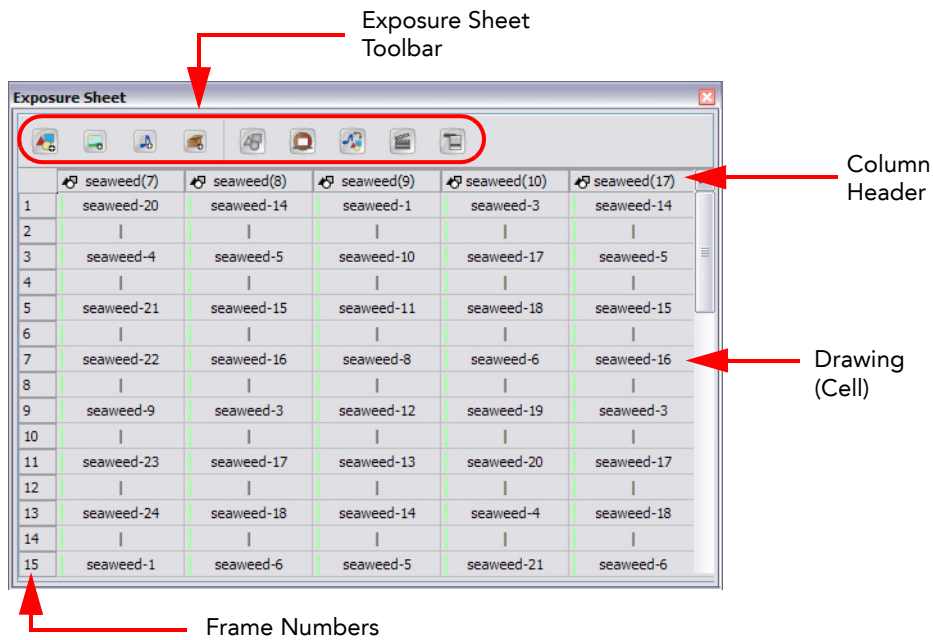 Exposure Sheet
Toolbar
Exposure Sheet
seaweed(7) seaweed(8) seaweed(9) seaweed(10) seaweed(17)
Column
Header
1 seaweed-20 seaweed-14 seaweed-1 seaweed-3 seaweed-14
2 | | | | |
3 seaweed-4 seaweed-5 seaweed-10 seaweed-17 seaweed-5
4 | | | | |
5 seaweed-21 seaweed-15 seaweed-11 seaweed-18 seaweed-15
6 | | | | |
7 seaweed-22 seaweed-16 seaweed-8 seaweed-6 seaweed-16
Drawing
(Cell)
8 | | | | |
9 seaweed-9 seaweed-3 seaweed-12 seaweed-19 seaweed-3
10 | | | | |
11 seaweed-23 seaweed-17 seaweed-13 seaweed-20 seaweed-17
12 | | | | |
13 seaweed-24 seaweed-18 seaweed-14 seaweed-4 seaweed-18
14 | | | | |
15 seaweed-1 seaweed-6 seaweed-5 seaweed-21 seaweed-6
Frame Numbers